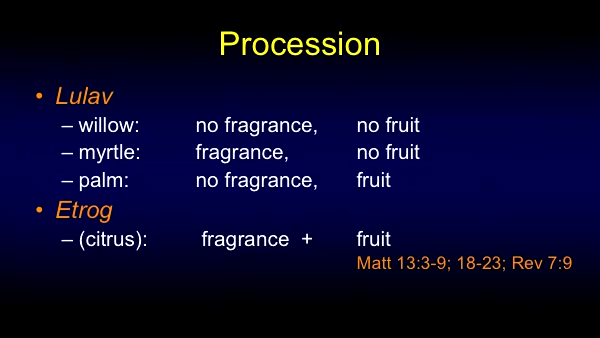 Procession
• Lulav
– willow: no fragrance, no fruit
– myrtle: fragrance, no fruit
– palm: no fragrance, fruit
• Etrog
– (citrus): fragrance + fruit
Matt 13:3-9; 18-23; Rev 7:9